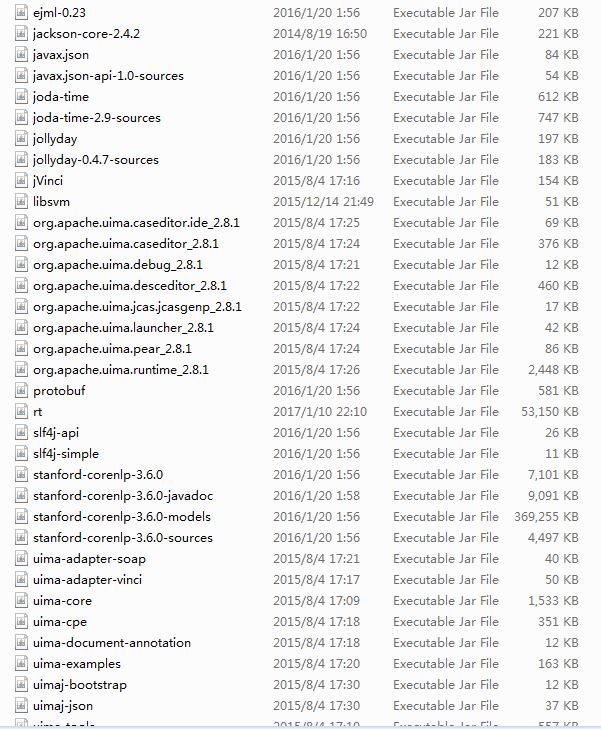 ejml-0.23 2016/1/20 1:56 Executable Jar File 207 KB
jackson-core-2.4.2 2014/8/19 16:50 Executable Jar File 221 KB
javax.json 2016/1/20 1:56 Executable Jar File 84 KB
javax.json-api-1.0-sources 2016/1/20 1:56 Executable Jar File 54 KB
joda-time 2016/1/20 1:56 Executable Jar File 612 KB
joda-time-2.9-sources 2016/1/20 1:56 Executable Jar File 747 KB
jollyday 2016/1/20 1:56 Executable Jar File 197 KB
jollyday-0.4.7-sources 2016/1/20 1:56 Executable Jar File 183 KB
jVinci 2015/8/4 17:16 Executable Jar File 154 KB
libsvm 2015/12/14 21:49 Executable Jar File 51 KB
org.apache.uima.caseditor.ide_2.8.1 2015/8/4 17:25 Executable Jar File 69 KB
org.apache.uima.caseditor_2.8.1 2015/8/4 17:24 Executable Jar File 376 KB
org.apache.uima.debug_2.8.1 2015/8/4 17:21 Executable Jar File 12 KB
org.apache.uima.desceditor_2.8.1 2015/8/4 17:22 Executable Jar File 460 KB
org.apache.uima.jcas.jcasgenp_2.8.1 2015/8/4 17:22 Executable Jar File 17 KB
org.apache.uima.launcher_2.8.1 2015/8/4 17:24 Executable Jar File 42 KB
org.apache.uima.pear_2.8.1 2015/8/4 17:24 Executable Jar File 86 KB
org.apache.uima.runtime_2.8.1 2015/8/4 17:26 Executable Jar File 2,448 KB
protobuf 2016/1/20 1:56 Executable Jar File 581 KB
rt 2017/1/10 22:10 Executable Jar File 53,150 KB
slf4j-api 2016/1/20 1:56 Executable Jar File 26 KB
slf4j-simple 2016/1/20 1:56 Executable Jar File 11 KB
stanford-corenlp-3.6.0 2016/1/20 1:56 Executable Jar File 7,101 KB
stanford-corenlp-3.6.0-javadoc 2016/1/20 1:58 Executable Jar File 9,091 KB
stanford-corenlp-3.6.0-models 2016/1/20 1:56 Executable Jar File 369,255 KB
stanford-corenlp-3.6.0-sources 2016/1/20 1:56 Executable Jar File 4,497 KB
uima-adapter-soap 2015/8/4 17:21 Executable Jar File 40 KB
uima-adapter-vinci 2015/8/4 17:17 Executable Jar File 50 KB
uima-core 2015/8/4 17:09 Executable Jar File 1,533 KB
uima-cpe 2015/8/4 17:18 Executable Jar File 351 KB
uima-document-annotation 2015/8/4 17:18 Executable Jar File 12 KB
uima-examples 2015/8/4 17:20 Executable Jar File 163 KB
uimaj-bootstrap 2015/8/4 17:30 Executable Jar File 12 KB
uimaj-json 2015/8/4 17:30 Executable Jar File 37 KB
uima-tools 2015/8/4 17:19 Executable Jar File 557 KB